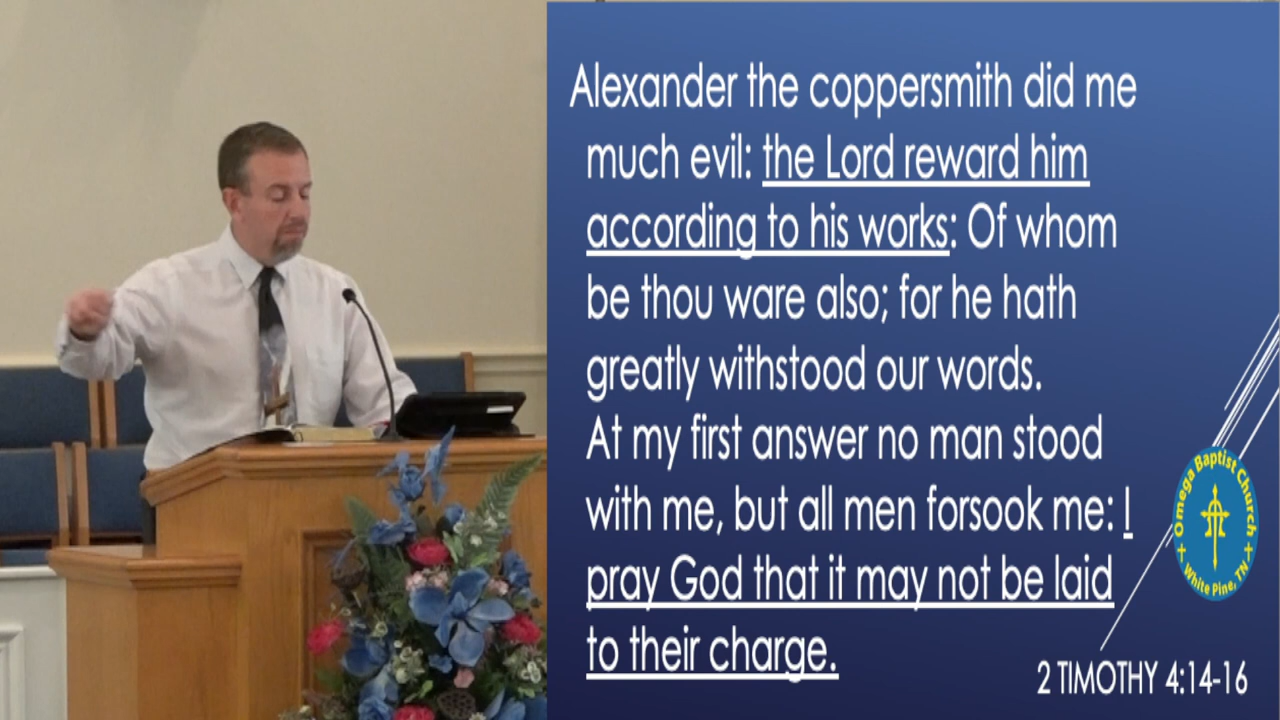 Alexander the coppersmith did me
much evil: the Lord reward him
according to his works: Of whom
be thou ware also; for he hath
greatly withstood our words.
At my first answer no man stood
with me, but all men forsook me: I
pray God that it may not be laid
to their charge.
2 TIMOTHY 4:14-16
Omega Baptist Church
White Pine, TN